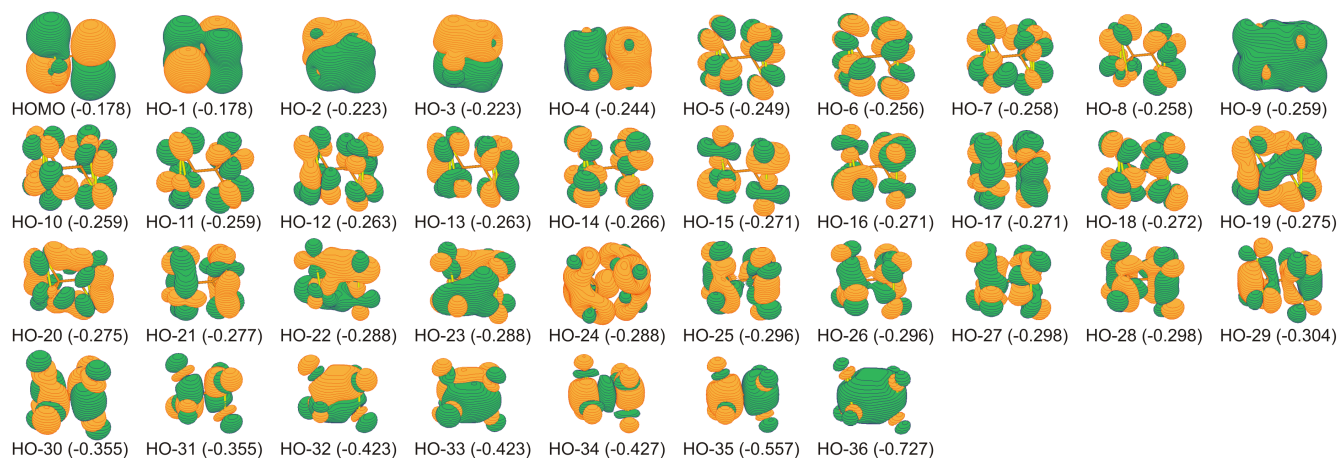 HOMO (-0.178) HO-1 (-0.178) HO-2 (-0.223) HO-3 (-0.223) HO-4 (-0.244) HO-5 (-0.249) HO-6 (-0.256) HO-7 (-0.258) HO-8 (-0.258) HO-9 (-0.259)
HO-10 (-0.259) HO-11 (-0.259) HO-12 (-0.263) HO-13 (-0.263) HO-14 (-0.266) HO-15 (-0.271) HO-16 (-0.271) HO-17 (-0.271) HO-18 (-0.272) HO-19 (-0.275)
HO-20 (-0.275) HO-21 (-0.277) HO-22 (-0.288) HO-23 (-0.288) HO-24 (-0.288) HO-25 (-0.296) HO-26 (-0.296) HO-27 (-0.298) HO-28 (-0.298) HO-29 (-0.304)
HO-30 (-0.355) HO-31 (-0.355) HO-32 (-0.423) HO-33 (-0.423) HO-34 (-0.427) HO-35 (-0.557) HO-36 (-0.727)